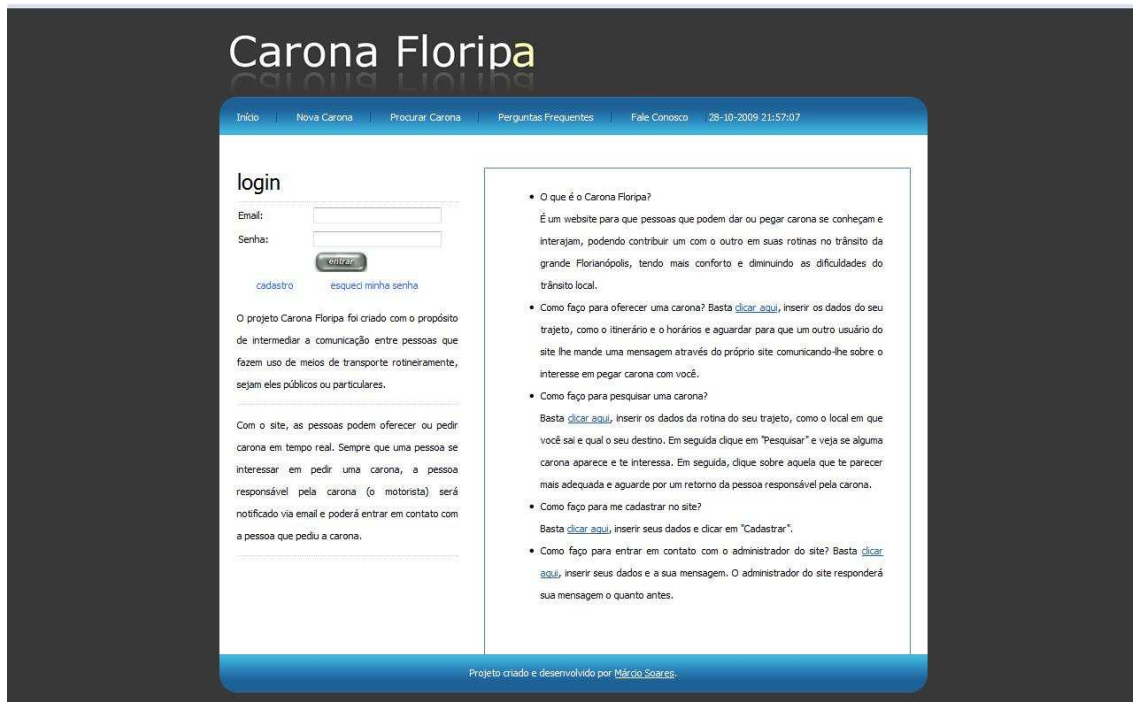 Carona Floripa
Início
Nova Carona
Procurar Carona
Perguntas Frequentes
Fale Conosco
28-10-2009 21:57:07
login
Email:
Senha:
entrar
cadastro
esqueci minha senha
O projeto Carona Floripa foi criado com o propósito
de intermediar a comunicação entre pessoas que
fazem uso de meios de transporte rotineiramente,
sejam eles públicos ou particulares.
Com o site, as pessoas podem oferecer ou pedir
carona em tempo real. Sempre que uma pessoa se
interessar em pedir uma carona, a pessoa
responsável pela carona (o motorista) será
notificado via email e poderá entrar em contato com
a pessoa que pediu a carona.
• O que é o Carona Floripa?
É um website para que pessoas que podem dar ou pegar carona se conheçam e
interajam, podendo contribuir um com o outro em suas rotinas no trânsito da
grande Florianópolis, tendo mais conforto e diminuindo as dificuldades do
trânsito local.
• Como faço para oferecer uma carona? Basta clicar aqui, inserir os dados do seu
trajeto, como o itinerário e o horários e aguardar para que um outro usuário do
site lhe mande uma mensagem através do próprio site comunicando-lhe sobre o
interesse em pegar carona com você.
• Como faço para pesquisar uma carona?
Basta clicar aqui, inserir os dados da rotina do seu trajeto, como o local em que
você sai e qual o seu destino. Em seguida clique em "Pesquisar" e veja se alguma
carona aparece e te interessa. Em seguida, clique sobre aquela que te parecer
mais adequada e aguarde por um retorno da pessoa responsável pela carona.
• Como faço para me cadastrar no site?
Basta clicar aqui, inserir seus dados e clicar em "Cadastrar".
• Como faço para entrar em contato com o administrador do site? Basta clicar
aqui, inserir seus dados e a sua mensagem. O administrador do site responderá
sua mensagem o quanto antes.
Projeto criado e desenvolvido por Márcio Soares.